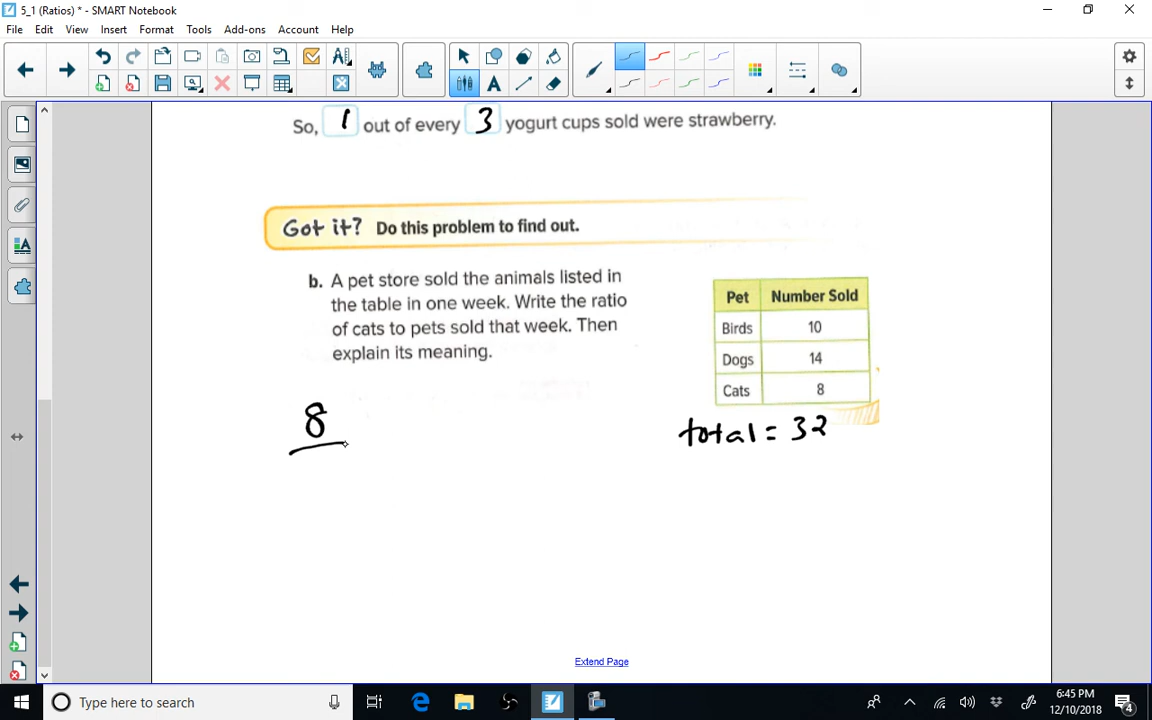 5_1 (Ratios) * - SMART Notebook
File Edit View Insert Format Tools Add-ons Account Help
So, 1 out of every 3 yogurt cups sold were strawberry.
Got it? Do this problem to find out.
b. A pet store sold the animals listed in
the table in one week. Write the ratio
of cats to pets sold that week. Then
explain its meaning.
Pet Number Sold
Birds 10
Dogs 14
Cats 8
total = 32
8
Extend Page
Type here to search
6:45 PM
12/10/2018
4